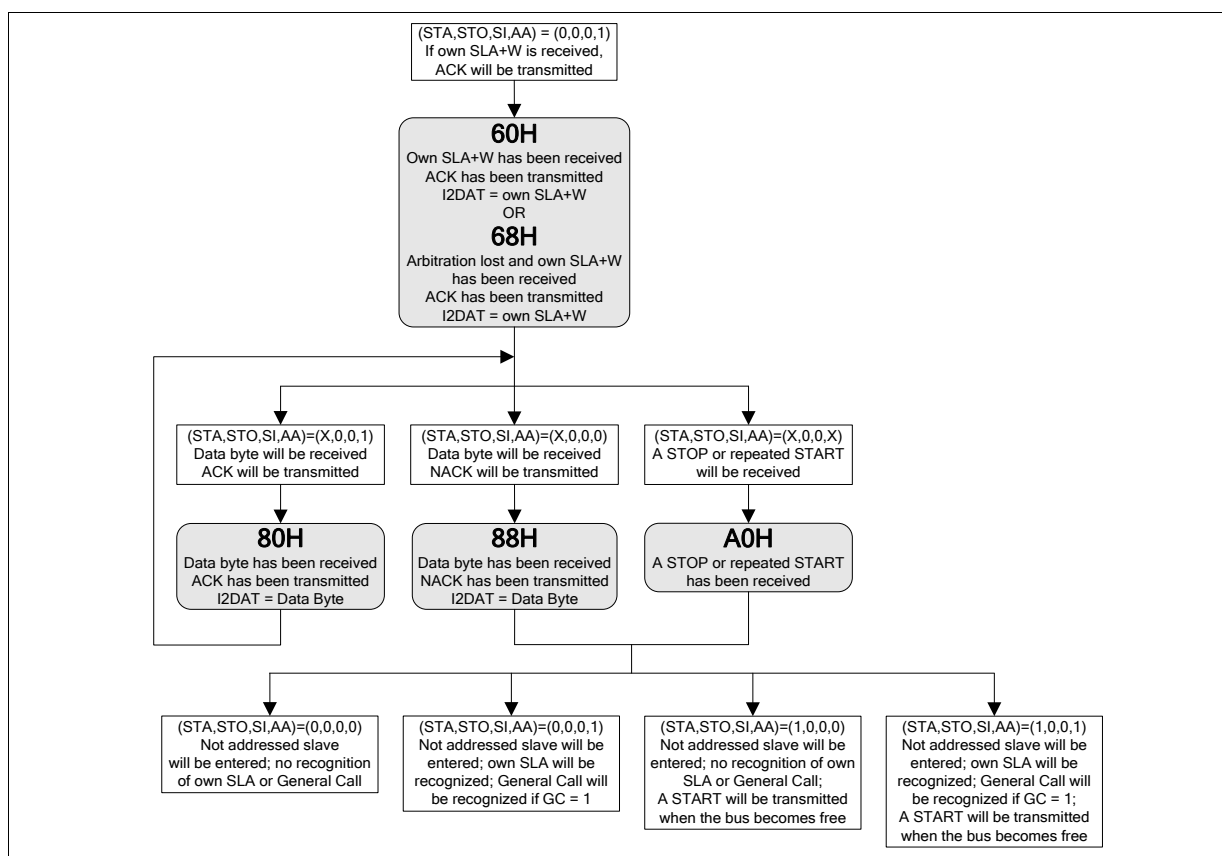 (STA,STO,SI,AA) = (0,0,0,1)
If own SLA+W is received,
ACK will be transmitted
60H
Own SLA+W has been received
ACK has been transmitted
I2DAT = own SLA+W
OR
68H
Arbitration lost and own SLA+W
has been received
ACK has been transmitted
I2DAT = own SLA+W
(STA,STO,SI,AA)=(X,0,0,1)
Data byte will be received
ACK will be transmitted
(STA,STO,SI,AA)=(X,0,0,0)
Data byte will be received
NACK will be transmitted
(STA,STO,SI,AA)=(X,0,0,X)
A STOP or repeated START
will be received
80H
Data byte has been received
ACK has been transmitted
I2DAT = Data Byte
88H
Data byte has been received
NACK has been transmitted
I2DAT = Data Byte
A0H
A STOP or repeated START
has been received
(STA,STO,SI,AA)=(0,0,0,0)
Not addressed slave
will be entered; no recognition
of own SLA or General Call
(STA,STO,SI,AA)=(0,0,0,1)
Not addressed slave will be
entered; own SLA will be
recognized; General Call will
be recognized if GC = 1
(STA,STO,SI,AA)=(1,0,0,0)
Not addressed slave will be
entered; no recognition of own
SLA or General Call;
A START will be transmitted
when the bus becomes free
(STA,STO,SI,AA)=(1,0,0,1)
Not addressed slave will be
entered; own SLA will be
recognized; General Call will
be recognized if GC = 1;
A START will be transmitted
when the bus becomes free